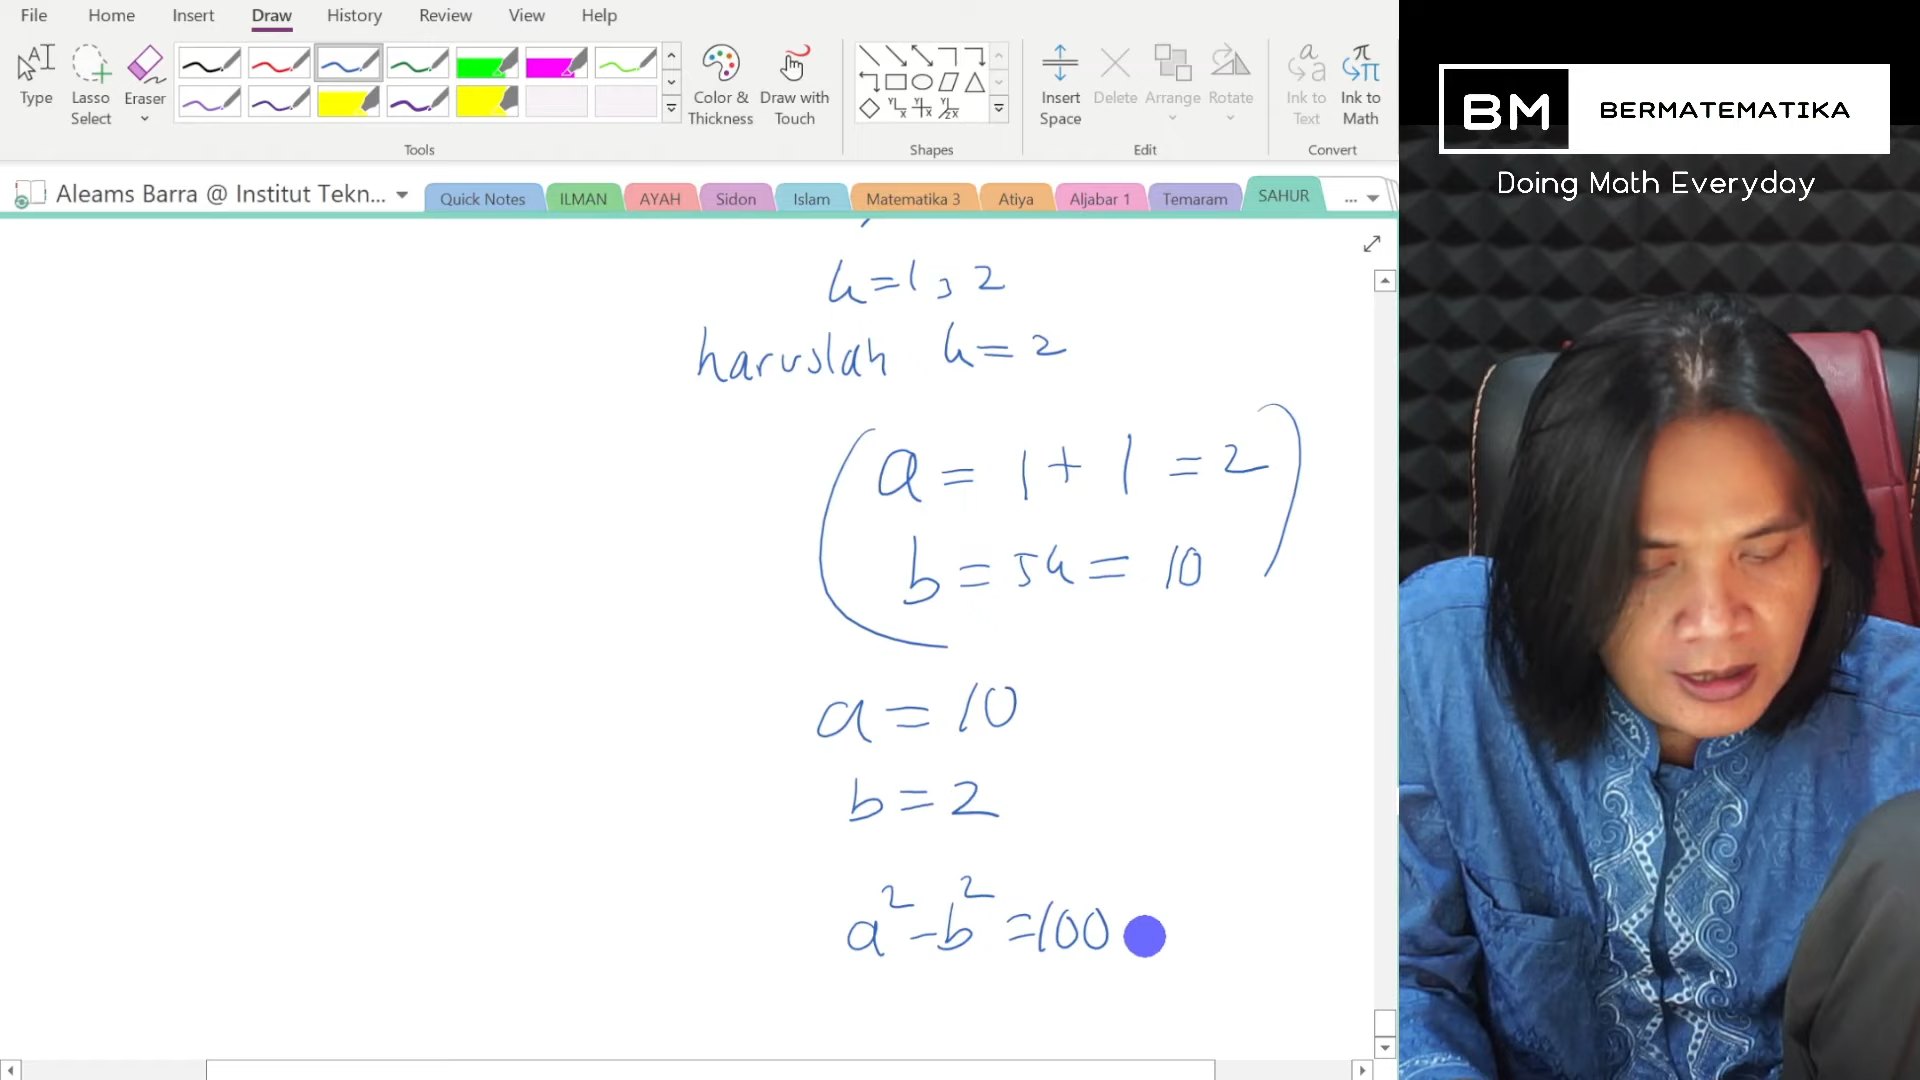 File Home Insert Draw History Review View Help
Type
Lasso Select
Eraser
Color & Thickness
Draw with Touch
Insert Space
Delete
Arrange
Rotate
Ink to Text
Ink to Math
Tools Shapes Edit Convert
Aleams Barra @ Institut Tekn...
Quick Notes ILMAN AYAH Sidon Islam Matematika 3 Atiya Aljabar 1 Temaram SAHUR ...
BM BERMATEMATIKA
Doing Math Everyday
k=1, 2
haruslah k=2
a = 1 + 1 = 2
b = 5k = 10
a = 10
b = 2
a² - b² = 100